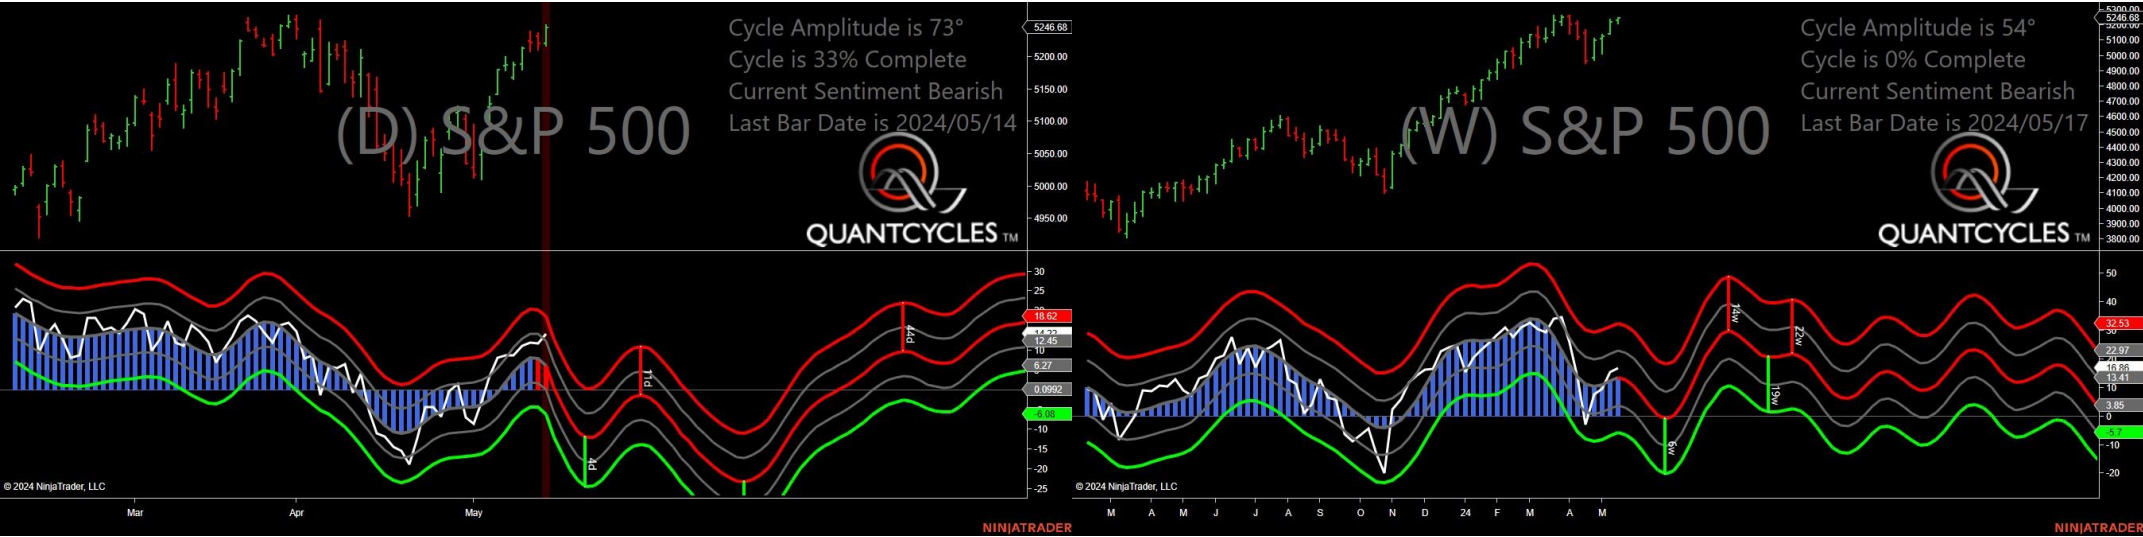 Cycle Amplitude is 73°
Cycle is 33% Complete
Current Sentiment Bearish
Last Bar Date is 2024/05/14
(D) S&P 500
QUANTCYCLES TM
5246.68
5200.00
5150.00
5100.00
5050.00
5000.00
4950.00
30
25
18.62
14.22
12.45
10
6.27
0.0992
-6.08
-10
-15
-20
-25
4d
11d
44d
© 2024 NinjaTrader, LLC
Mar
Apr
May
NINJATRADER
Cycle Amplitude is 54°
Cycle is 0% Complete
Current Sentiment Bearish
Last Bar Date is 2024/05/17
(W) S&P 500
QUANTCYCLES TM
5300.00
5246.68
5100.00
5000.00
4900.00
4800.00
4700.00
4600.00
4500.00
4400.00
4300.00
4200.00
4100.00
4000.00
3900.00
3800.00
50
40
32.53
30
22.97
20
16.86
13.41
10
3.85
0
-5.7
-10
-20
6w
14w
19w
22w
© 2024 NinjaTrader, LLC
M A M J J A S O N D 24 F M A M
NINJATRADER